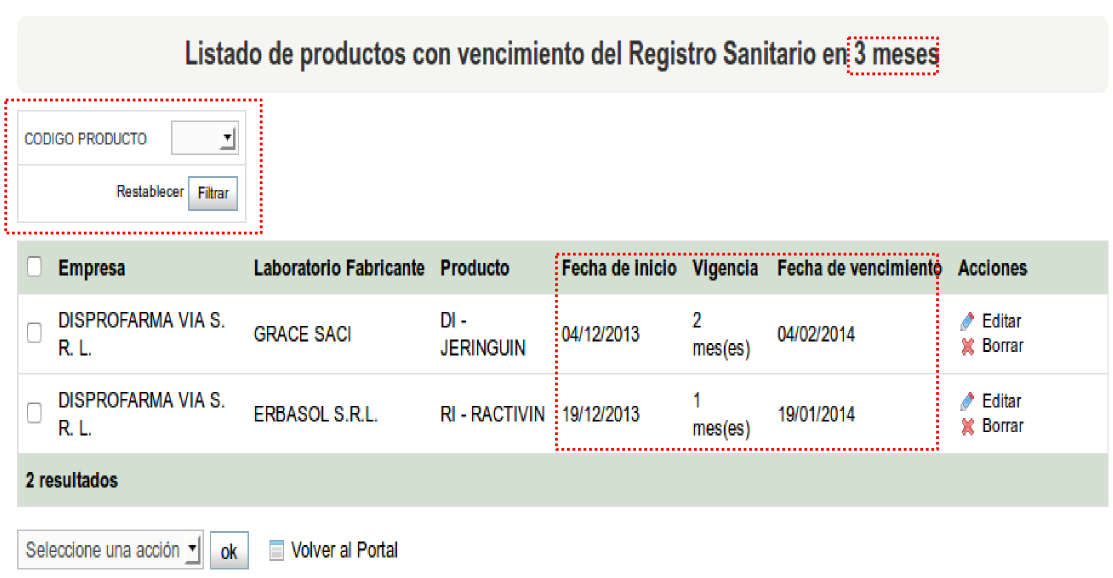 Listado de productos con vencimiento del Registro Sanitario en 3 meses
CODIGO PRODUCTO
Restablecer Filtrar
Empresa Laboratorio Fabricante Producto Fecha de inicio Vigencia Fecha de vencimiento Acciones
DISPROFARMA VIA S. R. L. GRACE SACI DI - JERINGUIN 04/12/2013 2 mes(es) 04/02/2014 Editar Borrar
DISPROFARMA VIA S. R. L. ERBASOL S.R.L. RI - RACTIVIN 19/12/2013 1 mes(es) 19/01/2014 Editar Borrar
2 resultados
Seleccione una acción ok Volver al Portal